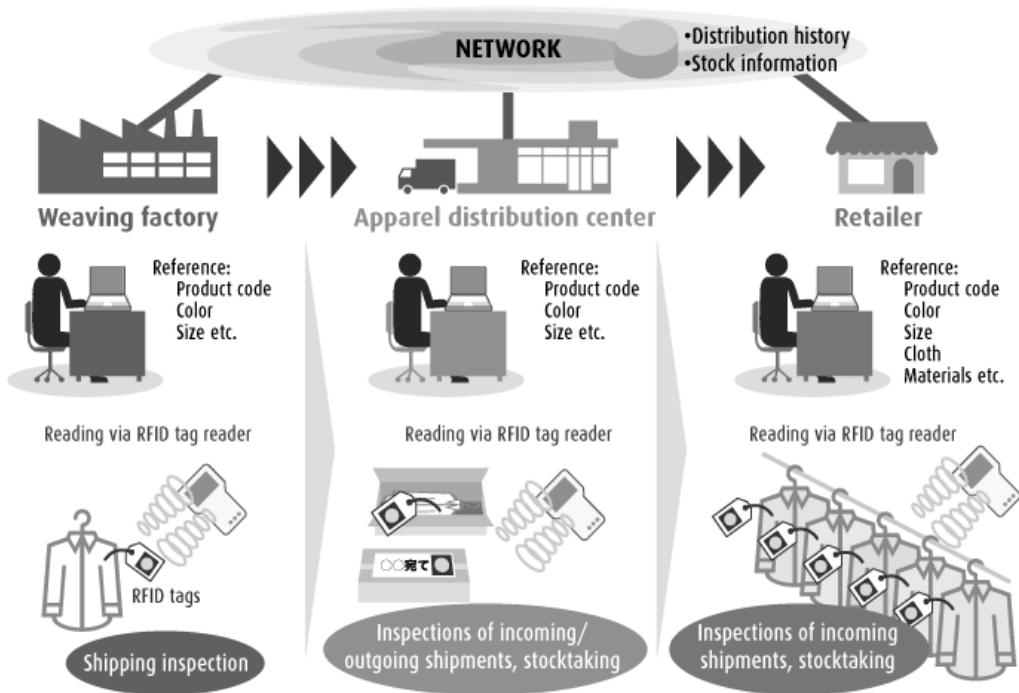 NETWORK
•Distribution history
•Stock information
Weaving factory
Apparel distribution center
Retailer
Reference:
Product code
Color
Size etc.
Reference:
Product code
Color
Size etc.
Reference:
Product code
Color
Size
Cloth
Materials etc.
Reading via RFID tag reader
Reading via RFID tag reader
Reading via RFID tag reader
RFID tags
○○宛て
Shipping inspection
Inspections of incoming/
outgoing shipments, stocktaking
Inspections of incoming
shipments, stocktaking